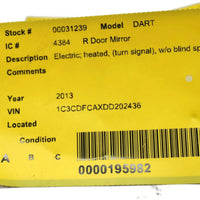 Stock # 00031239 Model DART
IC # 4384 R Door Mirror
Description Electric; heated, (turn signal), w/o blind sp
Comments
Year 2013
VIN 1C3CDFCAXDD202436
Located
Condition
A B C
0000195982